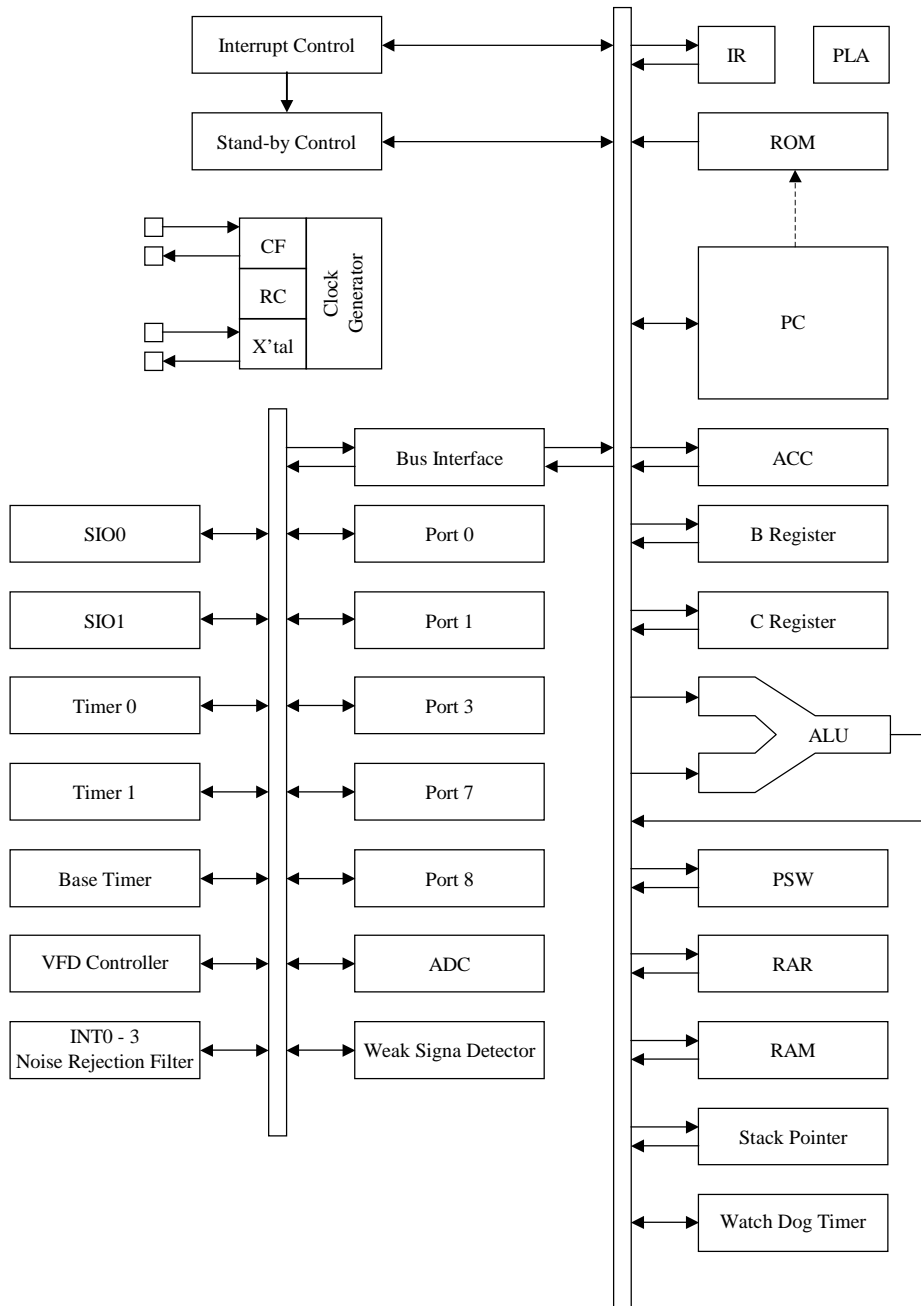 Interrupt Control
IR
PLA
Stand-by Control
ROM
CF
RC
X'tal
Clock
Generator
PC
Bus Interface
ACC
SIO0
Port 0
B Register
SIO1
Port 1
C Register
Timer 0
Port 3
ALU
Timer 1
Port 7
Base Timer
Port 8
PSW
VFD Controller
ADC
RAR
INT0 - 3
Noise Rejection Filter
Weak Signa Detector
RAM
Stack Pointer
Watch Dog Timer